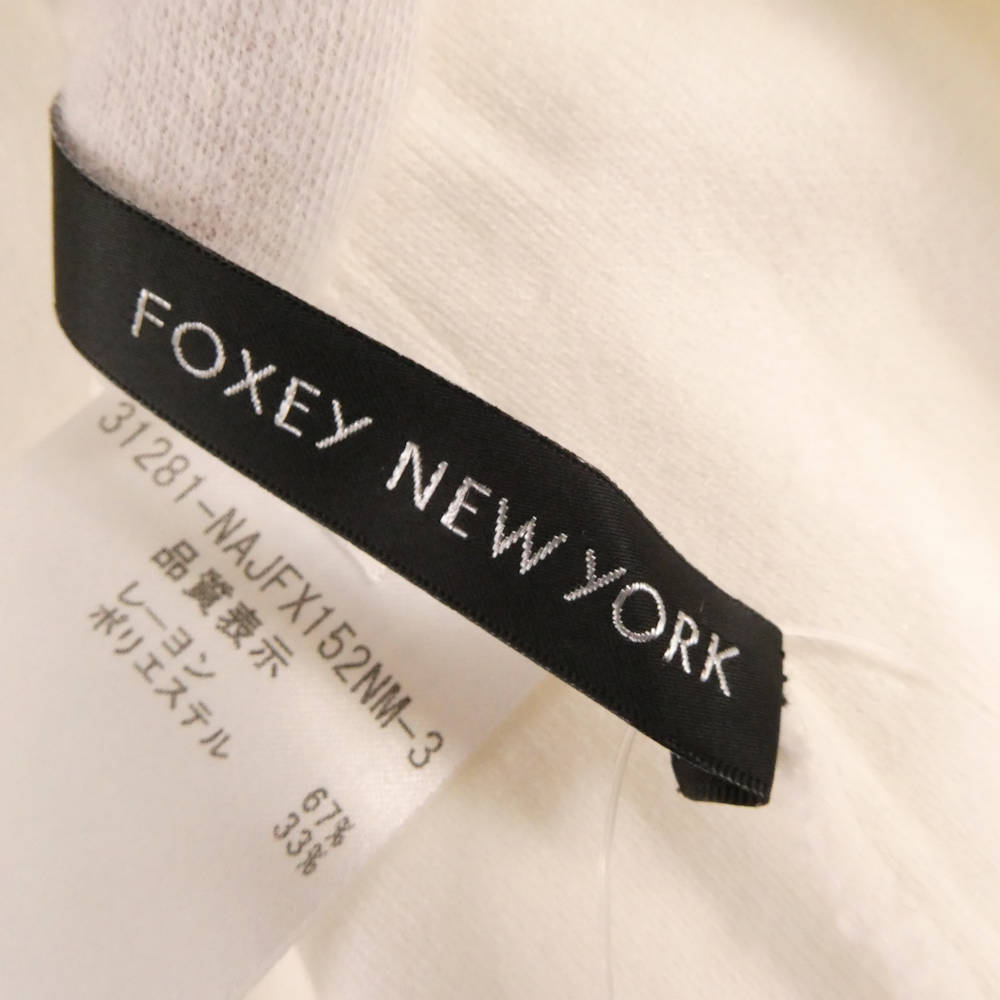 FOXEY NEW YORK
31281-NAJFX152NM-3
品質表示
レーヨン 67%
ポリエステル 33%